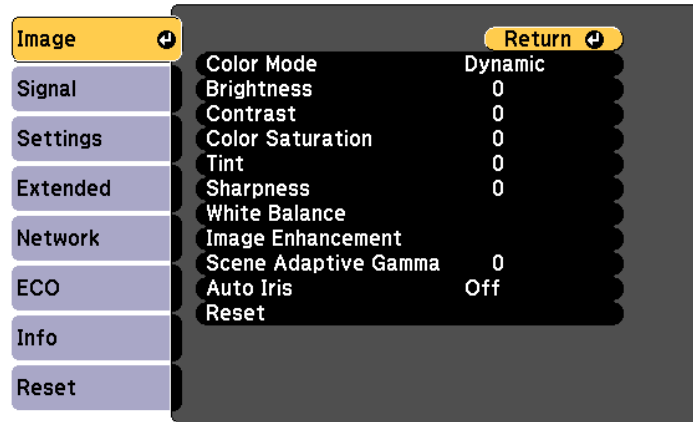 Image
Signal
Settings
Extended
Network
ECO
Info
Reset
Return
Color Mode Dynamic
Brightness 0
Contrast 0
Color Saturation 0
Tint 0
Sharpness 0
White Balance
Image Enhancement
Scene Adaptive Gamma 0
Auto Iris Off
Reset